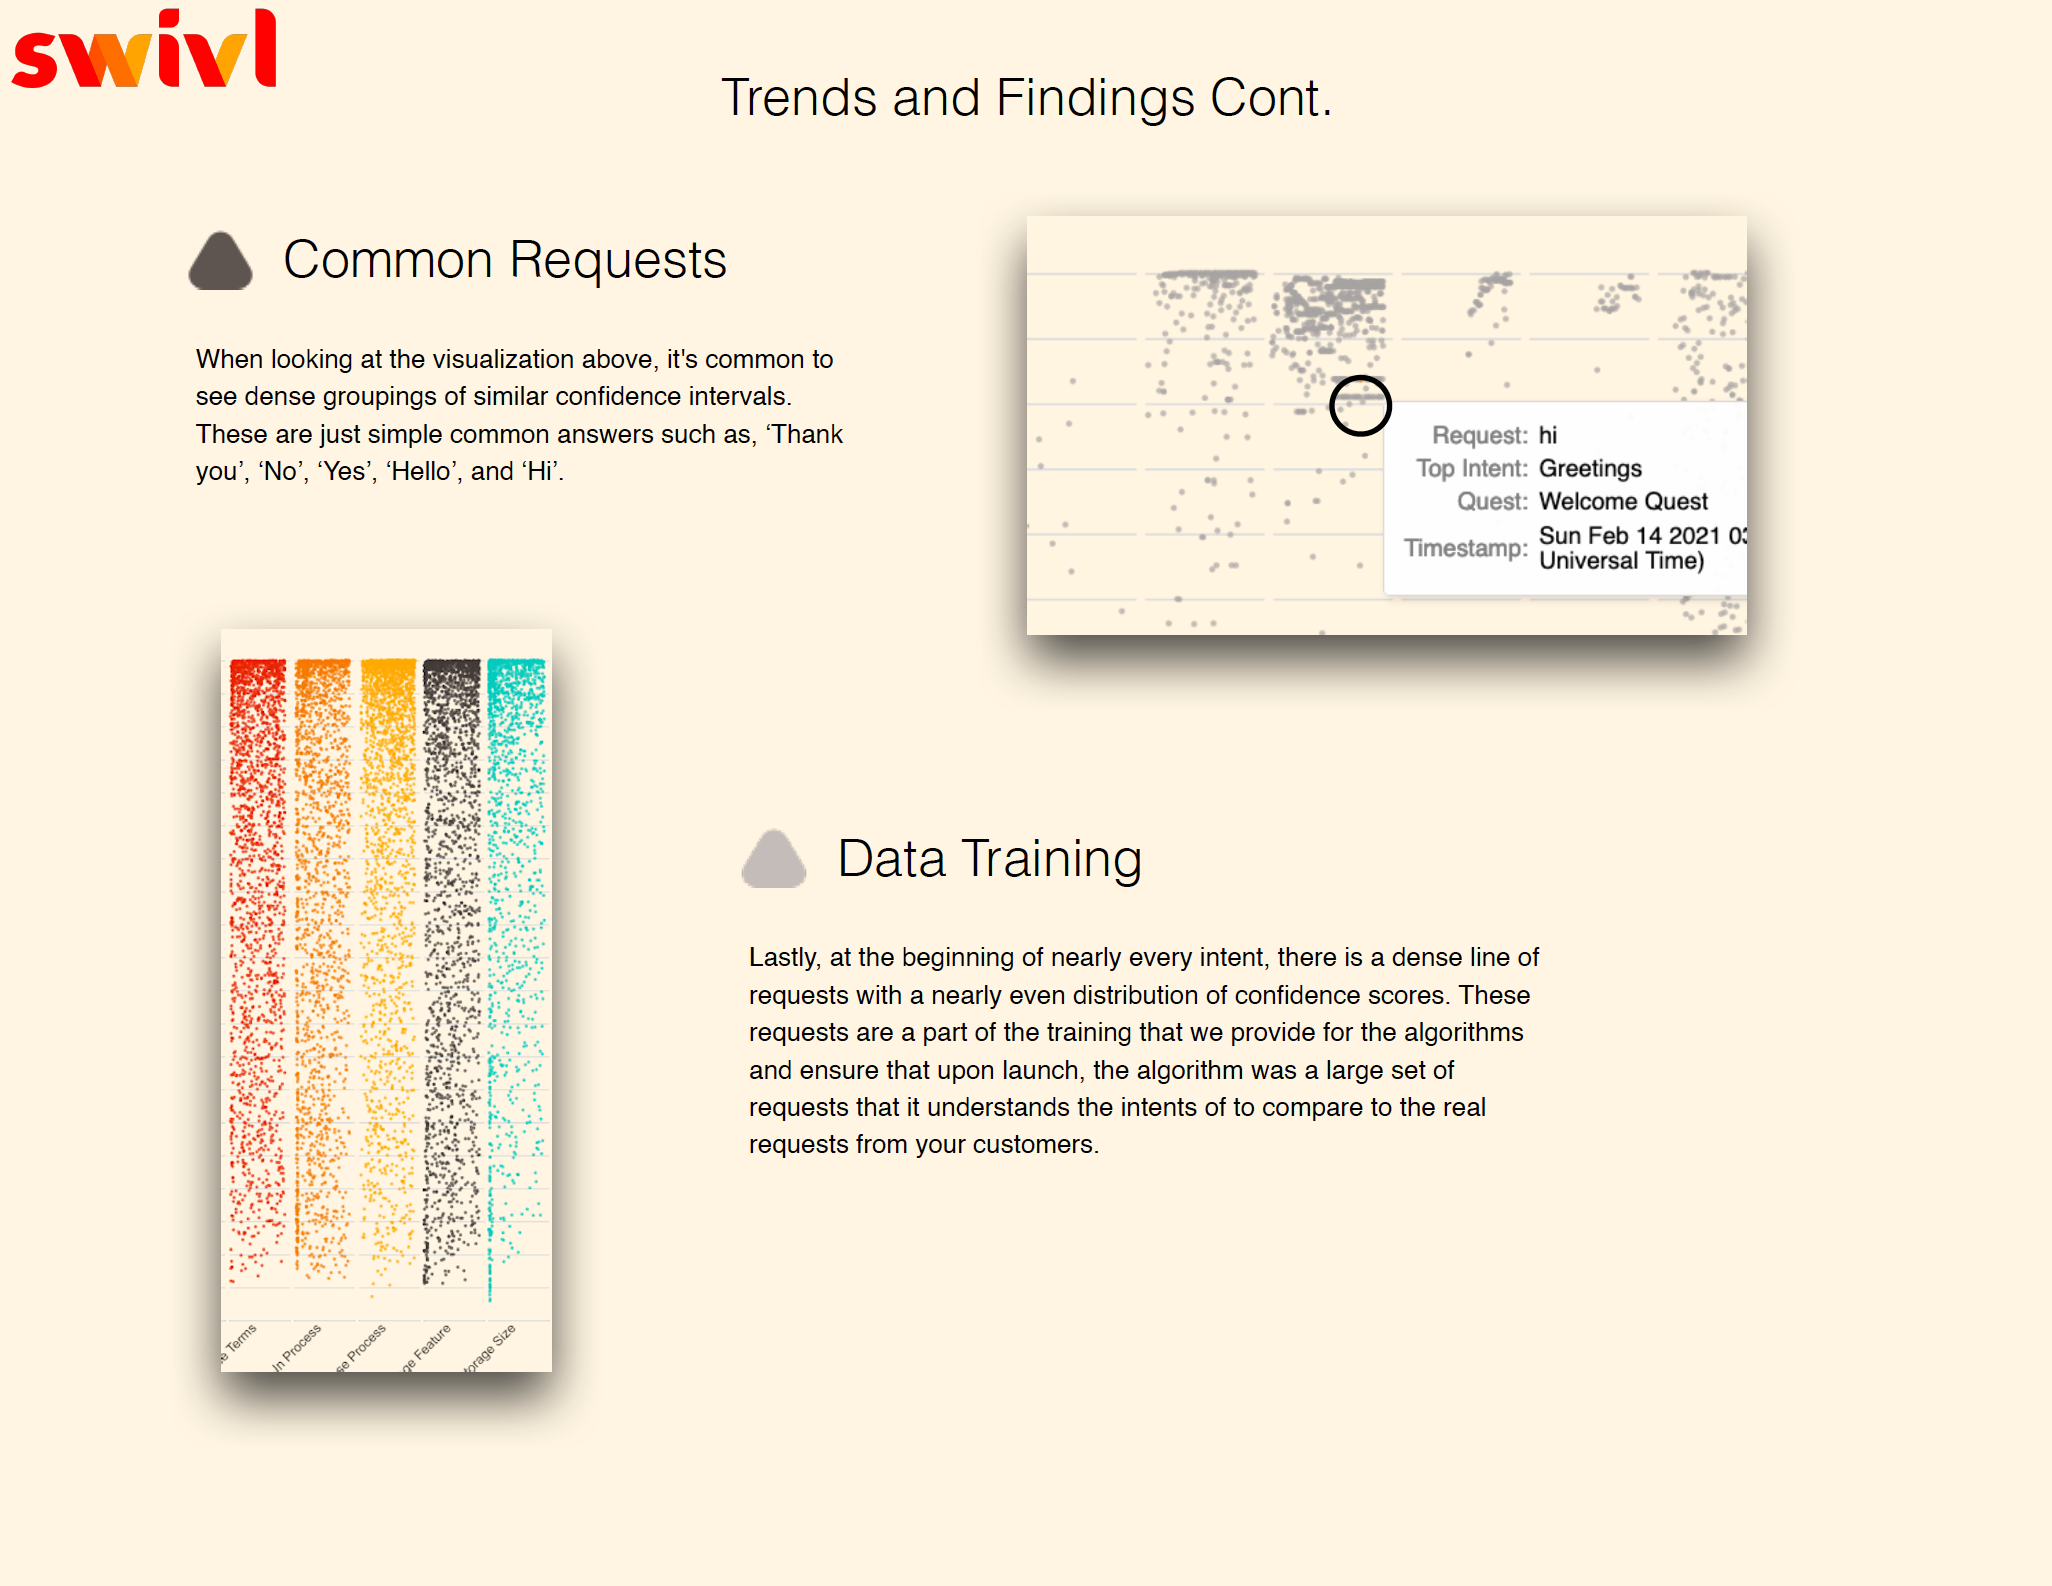 swivl
Trends and Findings Cont.
Common Requests
When looking at the visualization above, it's common to
see dense groupings of similar confidence intervals.
These are just simple common answers such as, ‘Thank
you’, ‘No’, ‘Yes’, ‘Hello’, and ‘Hi’.
Request: hi
Top Intent: Greetings
Quest: Welcome Quest
Timestamp: Sun Feb 14 2021 03
Universal Time)
e Terms
In Process
se Process
ge Feature
torage Size
Data Training
Lastly, at the beginning of nearly every intent, there is a dense line of
requests with a nearly even distribution of confidence scores. These
requests are a part of the training that we provide for the algorithms
and ensure that upon launch, the algorithm was a large set of
requests that it understands the intents of to compare to the real
requests from your customers.